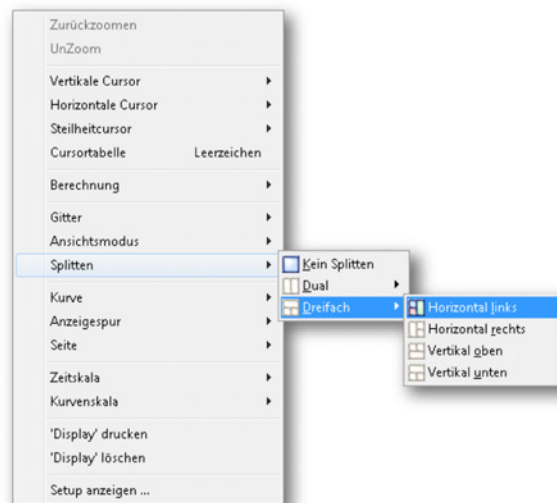 Zurückzoomen
UnZoom
Vertikale Cursor
Horizontale Cursor
Steilheitcursor
Cursortabelle Leerzeichen
Berechnung
Gitter
Ansichtsmodus
Splitten
Kein Splitten
Dual
Dreifach
Horizontal links
Horizontal rechts
Vertikal oben
Vertikal unten
Kurve
Anzeigespur
Seite
Zeitskala
Kurvenskala
'Display' drucken
'Display' löschen
Setup anzeigen ...